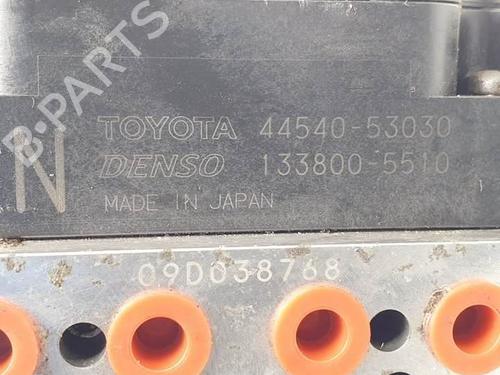 B-PARTS
N
TOYOTA 44540-53030
DENSO 133800-5510
MADE IN JAPAN
09D038768